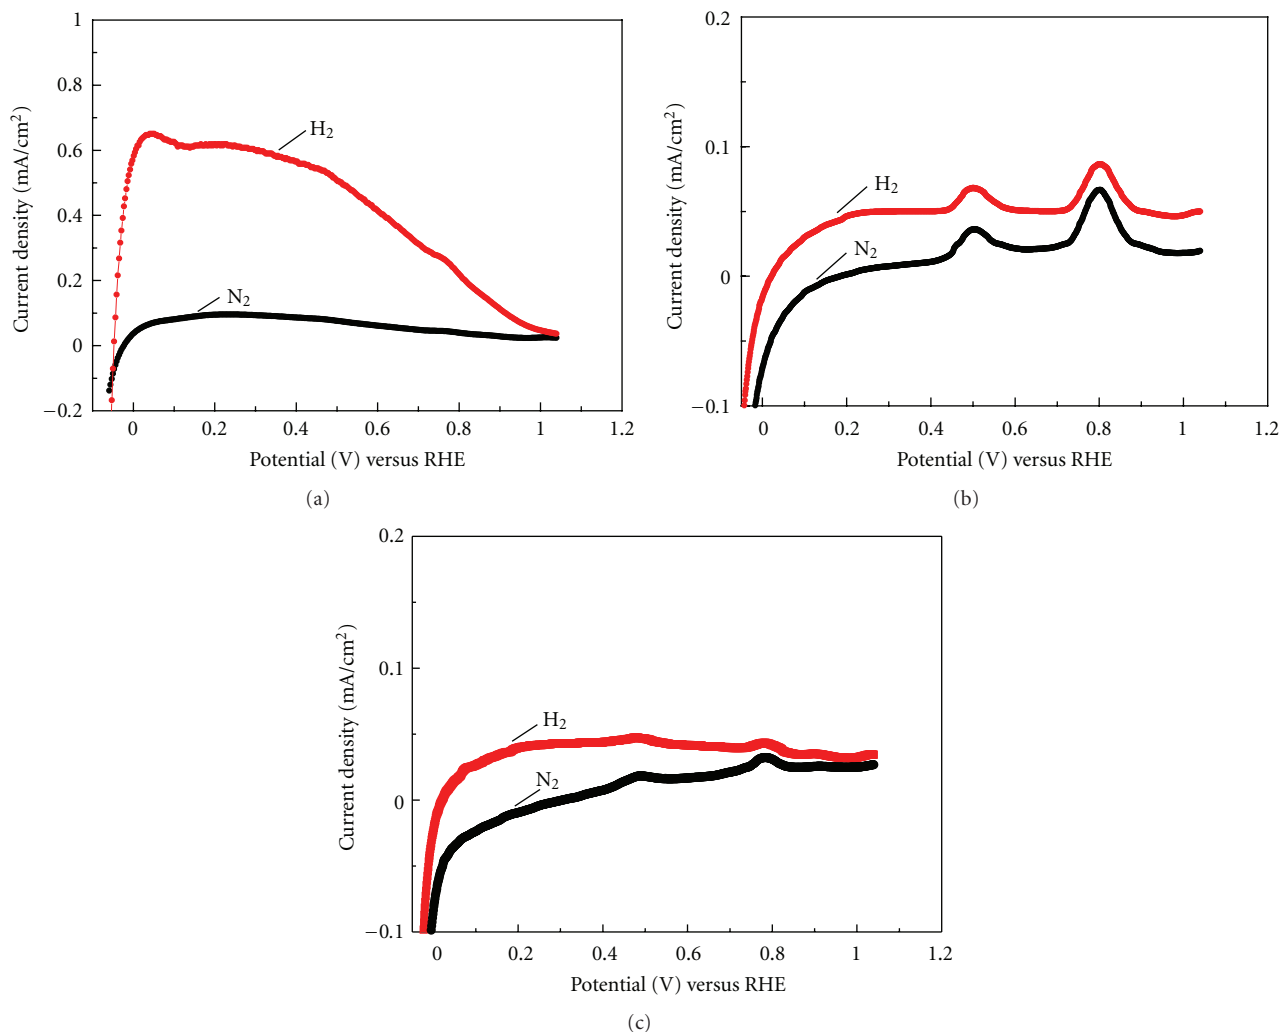 Current density (mA/cm²)
1
0.8
0.6
0.4
0.2
0
−0.2
H₂
N₂
0 0.2 0.4 0.6 0.8 1 1.2
Potential (V) versus RHE
(a)
Current density (mA/cm²)
0.2
0.1
0
−0.1
H₂
N₂
0 0.2 0.4 0.6 0.8 1 1.2
Potential (V) versus RHE
(b)
Current density (mA/cm²)
0.2
0.1
0
−0.1
H₂
N₂
0 0.2 0.4 0.6 0.8 1 1.2
Potential (V) versus RHE
(c)